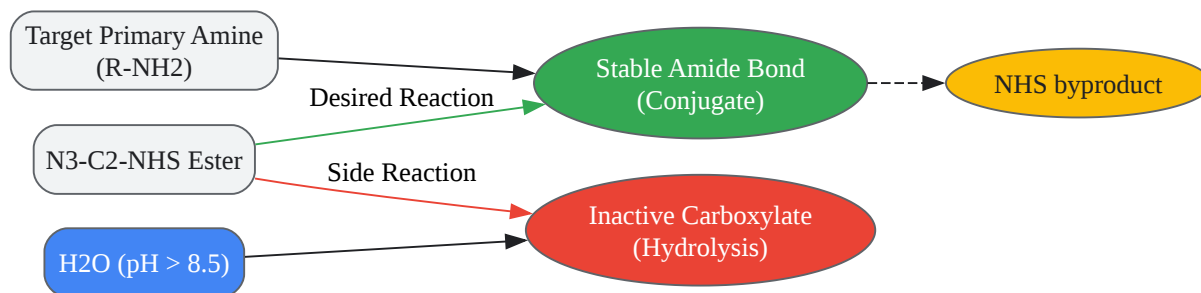 Target Primary Amine
(R-NH2)
Stable Amide Bond
(Conjugate)
NHS byproduct
Desired Reaction
N3-C2-NHS Ester
Side Reaction
Inactive Carboxylate
(Hydrolysis)
H2O (pH > 8.5)